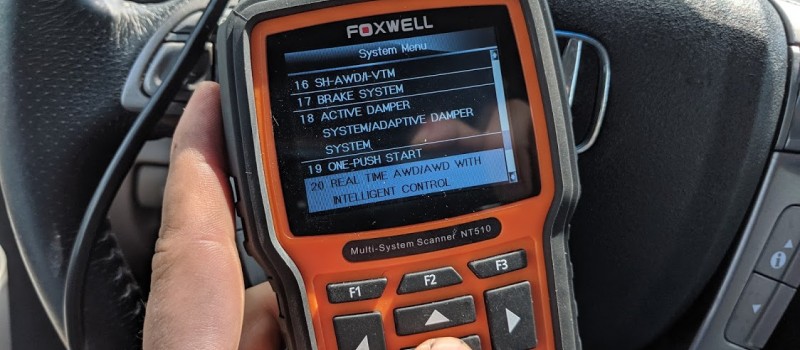 FOXWELL
System Menu
16 SH-AWD/I-VTM
17 BRAKE SYSTEM
18 ACTIVE DAMPER
SYSTEM/ADAPTIVE DAMPER
SYSTEM
19 ONE-PUSH START
20 REAL TIME AWD/AWD WITH
INTELLIGENT CONTROL
Multi-System Scanner NT510
F1 F2 F3
i